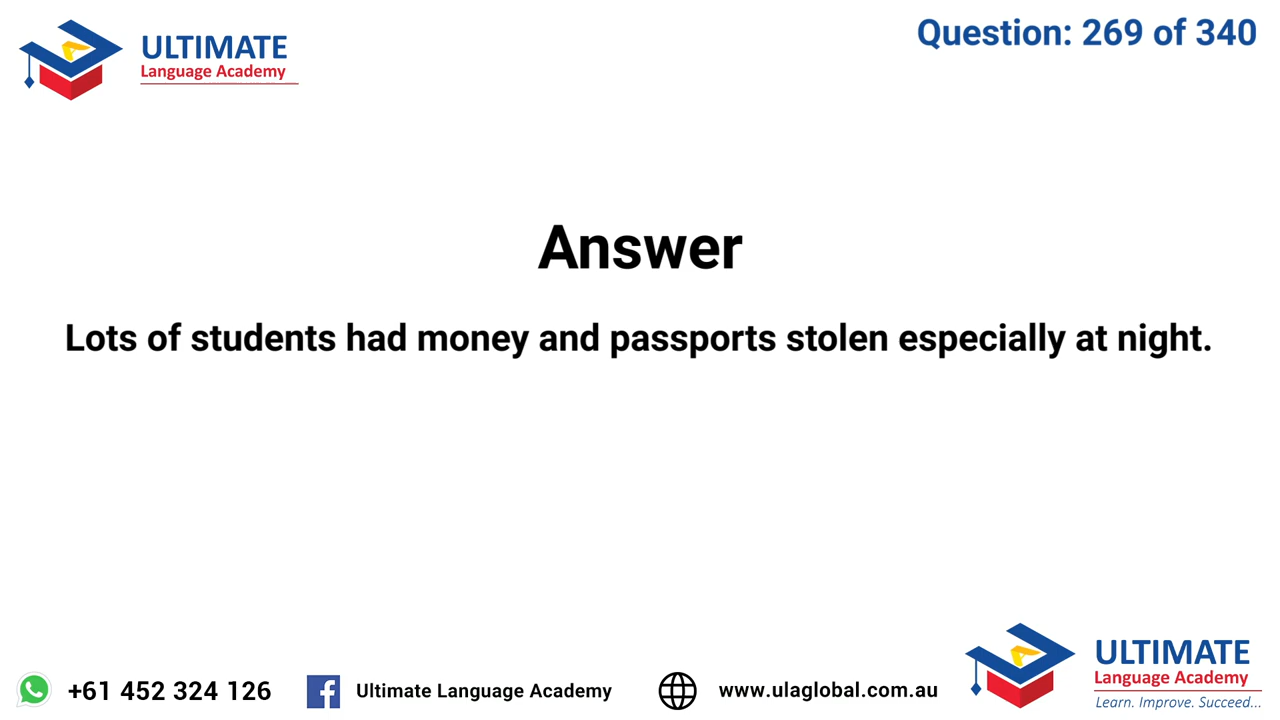 ULTIMATE
Language Academy
Question: 269 of 340
Answer
Lots of students had money and passports stolen especially at night.
+61 452 324 126
Ultimate Language Academy
www.ulaglobal.com.au
ULTIMATE
Language Academy
Learn. Improve. Succeed...